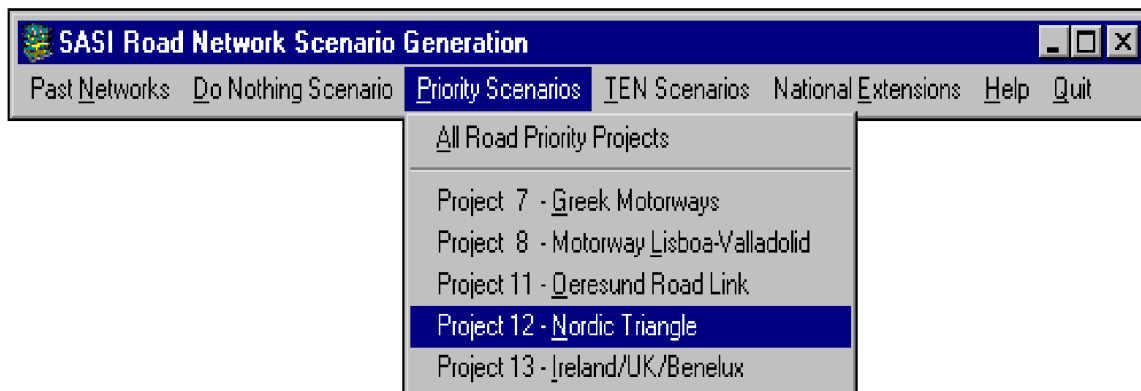 SASI Road Network Scenario Generation
Past Networks Do Nothing Scenario Priority Scenarios TEN Scenarios National Extensions Help Quit
All Road Priority Projects
Project 7 - Greek Motorways
Project 8 - Motorway Lisboa-Valladolid
Project 11 - Oeresund Road Link
Project 12 - Nordic Triangle
Project 13 - Ireland/UK/Benelux